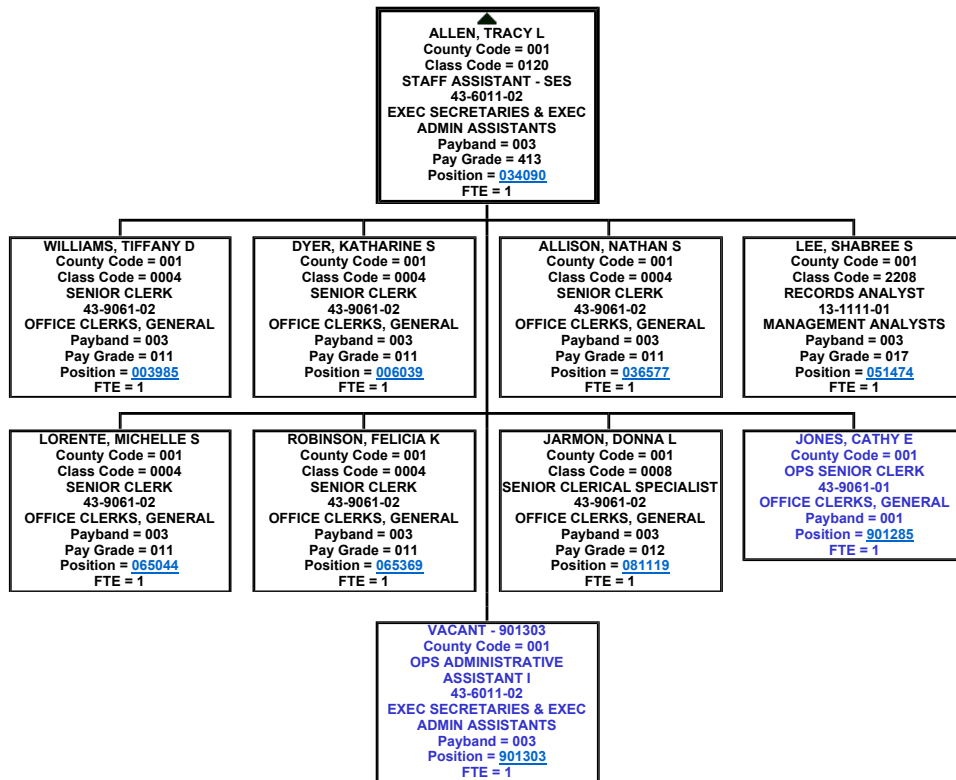 ALLEN, TRACY L
County Code = 001
Class Code = 0120
STAFF ASSISTANT - SES
43-6011-02
EXEC SECRETARIES & EXEC
ADMIN ASSISTANTS
Payband = 003
Pay Grade = 413
Position = 034090
FTE = 1
WILLIAMS, TIFFANY D
County Code = 001
Class Code = 0004
SENIOR CLERK
43-9061-02
OFFICE CLERKS, GENERAL
Payband = 003
Pay Grade = 011
Position = 003985
FTE = 1
DYER, KATHARINE S
County Code = 001
Class Code = 0004
SENIOR CLERK
43-9061-02
OFFICE CLERKS, GENERAL
Payband = 003
Pay Grade = 011
Position = 006039
FTE = 1
ALLISON, NATHAN S
County Code = 001
Class Code = 0004
SENIOR CLERK
43-9061-02
OFFICE CLERKS, GENERAL
Payband = 003
Pay Grade = 011
Position = 036577
FTE = 1
LEE, SHABREE S
County Code = 001
Class Code = 2208
RECORDS ANALYST
13-1111-01
MANAGEMENT ANALYSTS
Payband = 003
Pay Grade = 017
Position = 051474
FTE = 1
LORENTE, MICHELLE S
County Code = 001
Class Code = 0004
SENIOR CLERK
43-9061-02
OFFICE CLERKS, GENERAL
Payband = 003
Pay Grade = 011
Position = 065044
FTE = 1
ROBINSON, FELICIA K
County Code = 001
Class Code = 0004
SENIOR CLERK
43-9061-02
OFFICE CLERKS, GENERAL
Payband = 003
Pay Grade = 011
Position = 065369
FTE = 1
JARMON, DONNA L
County Code = 001
Class Code = 0008
SENIOR CLERICAL SPECIALIST
43-9061-02
OFFICE CLERKS, GENERAL
Payband = 003
Pay Grade = 012
Position = 081119
FTE = 1
JONES, CATHY E
County Code = 001
OPS SENIOR CLERK
43-9061-01
OFFICE CLERKS, GENERAL
Payband = 001
Position = 901285
FTE = 1
VACANT - 901303
County Code = 001
OPS ADMINISTRATIVE
ASSISTANT I
43-6011-02
EXEC SECRETARIES & EXEC
ADMIN ASSISTANTS
Payband = 003
Position = 901303
FTE = 1